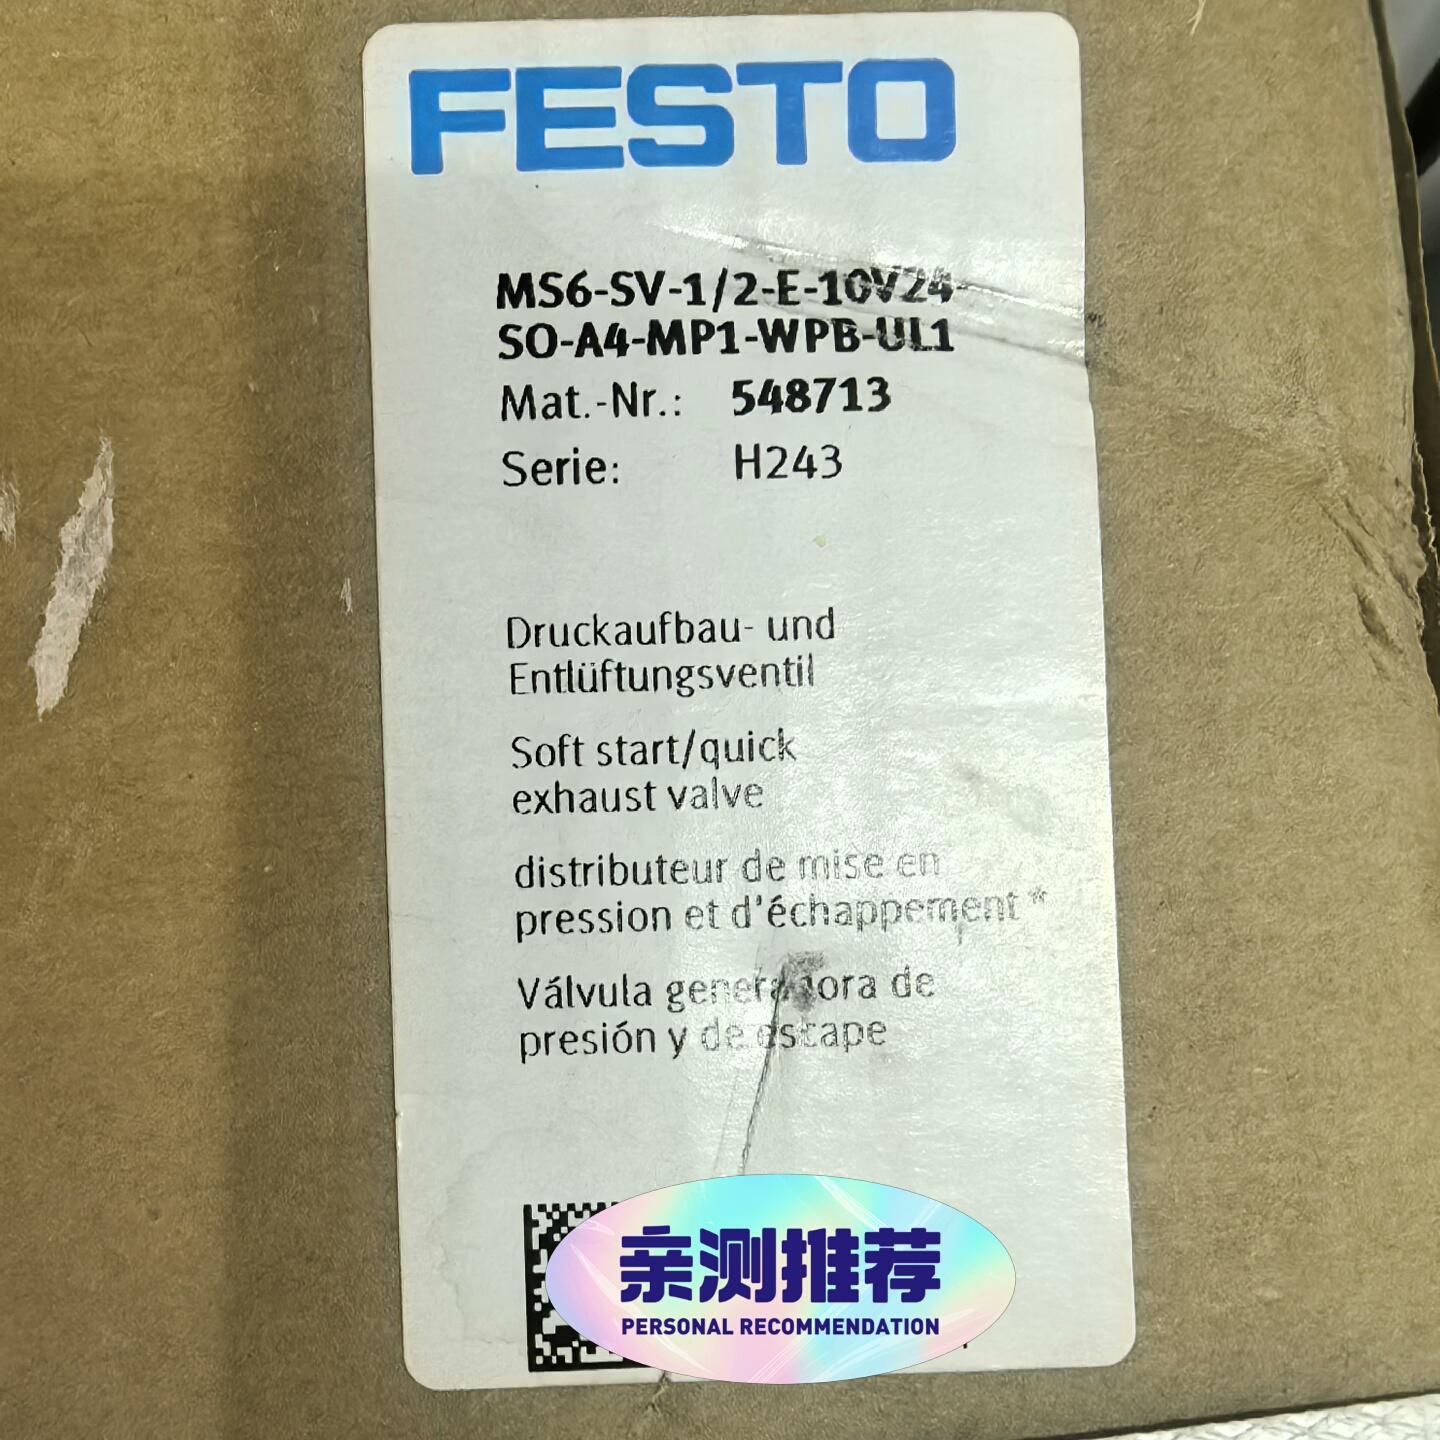 FESTO
MS6-SV-1/2-E-10V24-
SO-A4-MP1-WPB-UL1
Mat.-Nr.: 548713
Serie: H243
Druckaufbau- und
Entlüftungsventil
Soft start/quick
exhaust valve
distributeur de mise en
pression et d'échappement*
Válvula generadora de
presión y de escape
亲测推荐
PERSONAL RECOMMENDATION